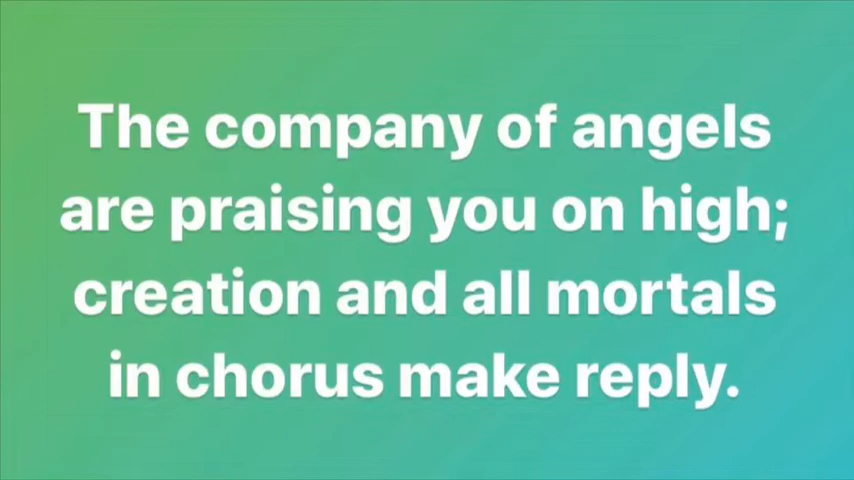 The company of angels
are praising you on high;
creation and all mortals
in chorus make reply.